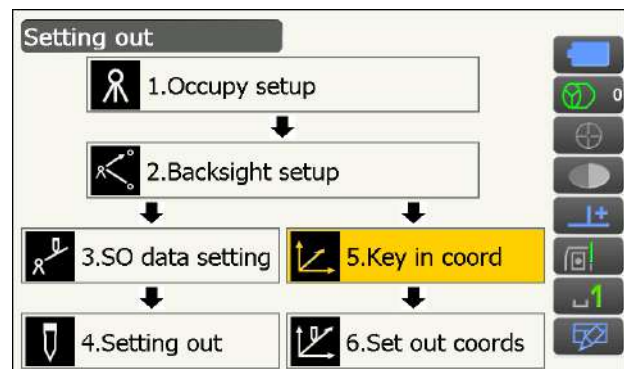 Setting out
1.Occupy setup
0
2.Backsight setup
3.SO data setting
5.Key in coord
1
4.Setting out
6.Set out coords